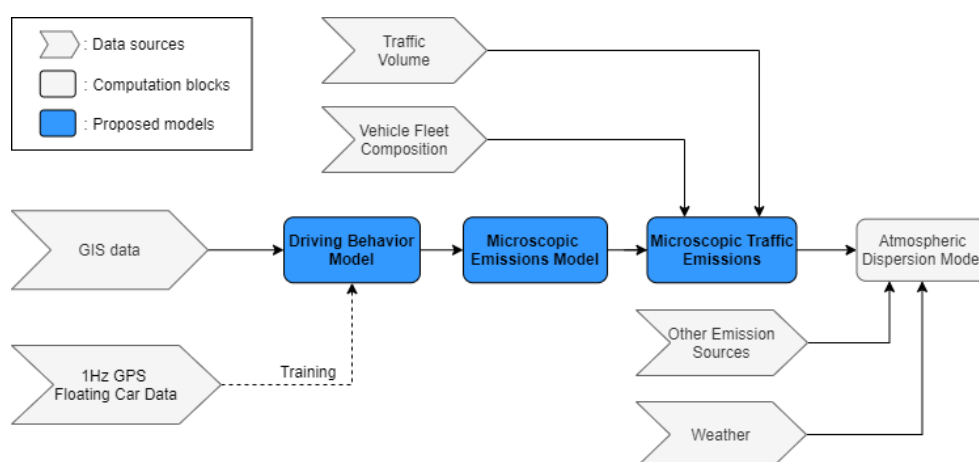 : Data sources
: Computation blocks
: Proposed models
Traffic
Volume
Vehicle Fleet
Composition
GIS data
Driving Behavior
Model
Microscopic
Emissions Model
Microscopic Traffic
Emissions
Atmospheric
Dispersion Model
1Hz GPS
Floating Car Data
Training
Other Emission
Sources
Weather